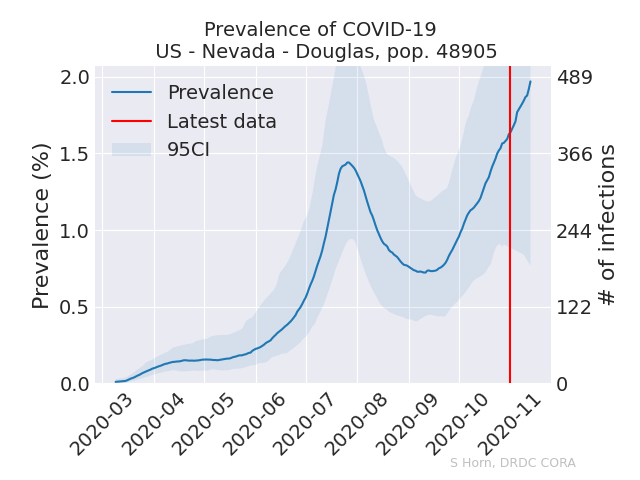 Prevalence of COVID-19
US - Nevada - Douglas, pop. 48905
Prevalence
Latest data
95CI
Prevalence (%)
2.0
1.5
1.0
0.5
0.0
489
366
244
122
0
# of infections
2020-03
2020-04
2020-05
2020-06
2020-07
2020-08
2020-09
2020-10
2020-11
S Horn, DRDC CORA